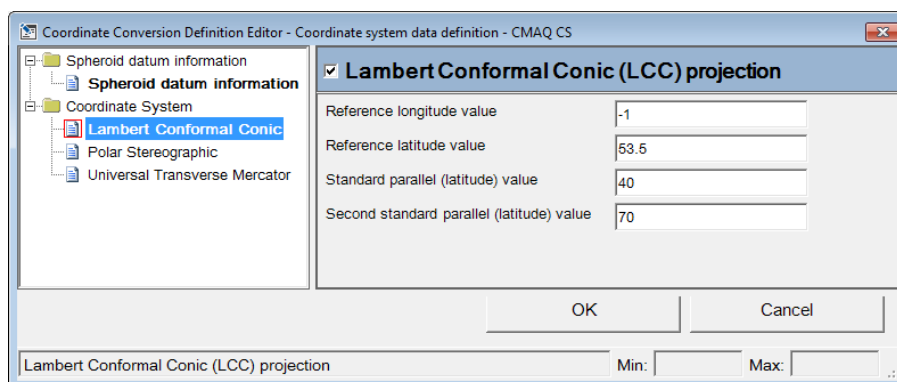 Coordinate Conversion Definition Editor - Coordinate system data definition - CMAQ CS
Spheroid datum information
Spheroid datum information
Coordinate System
Lambert Conformal Conic
Polar Stereographic
Universal Transverse Mercator
Lambert Conformal Conic (LCC) projection
Reference longitude value -1
Reference latitude value 53.5
Standard parallel (latitude) value 40
Second standard parallel (latitude) value 70
OK Cancel
Lambert Conformal Conic (LCC) projection Min: Max: